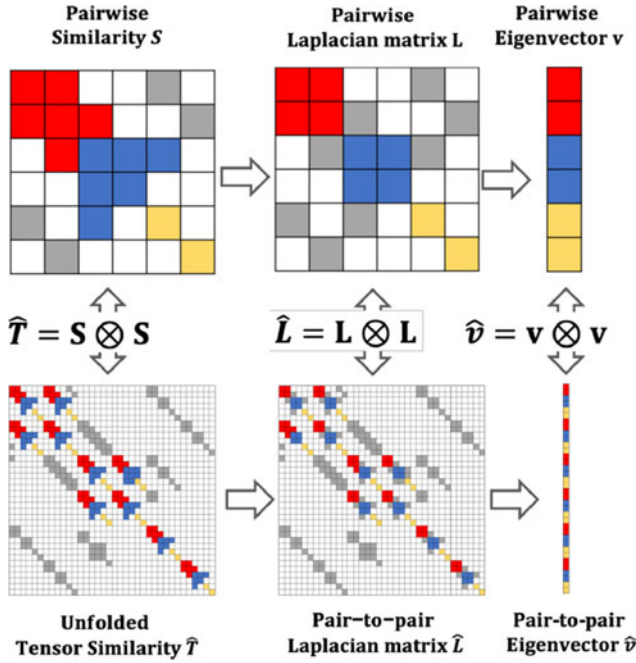 Pairwise
Similarity S
Pairwise
Laplacian matrix L
Pairwise
Eigenvector v
T̂ = S ⊗ S
L̂ = L ⊗ L
v̂ = v ⊗ v
Unfolded
Tensor Similarity T̂
Pair−to−pair
Laplacian matrix L̂
Pair-to-pair
Eigenvector v̂